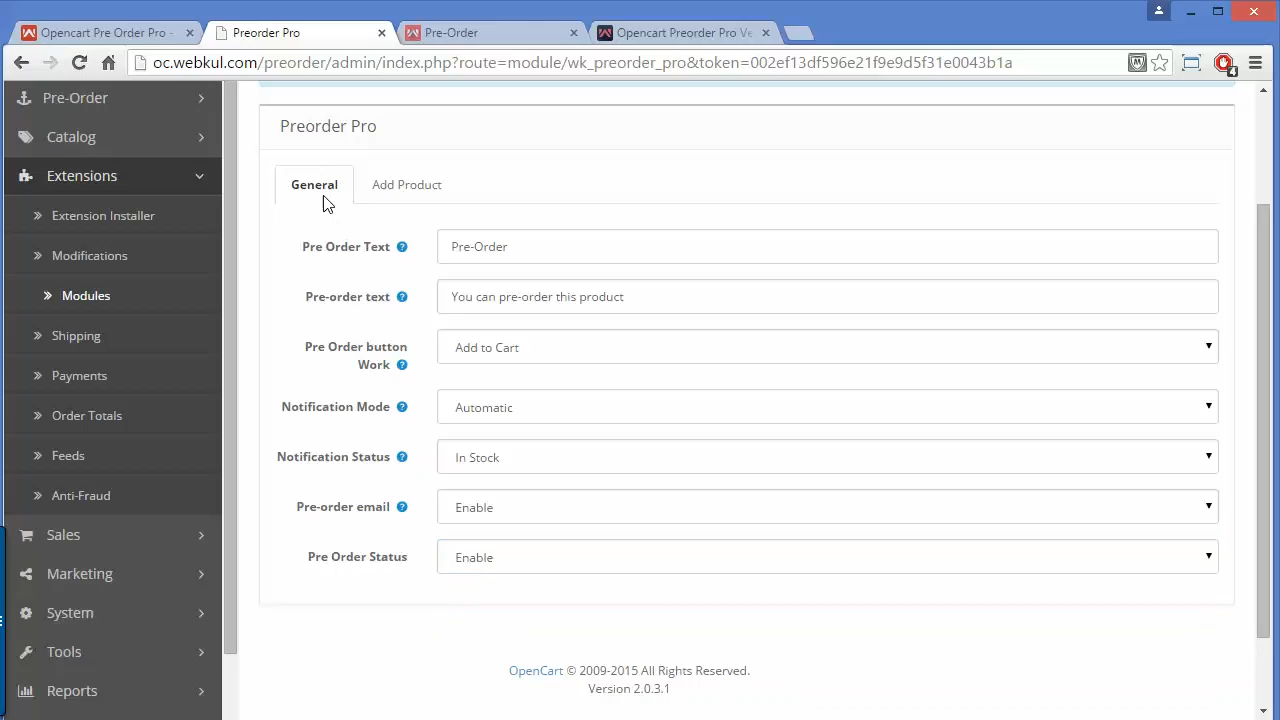 Opencart Pre Order Pro -
Preorder Pro
Pre-Order
Opencart Preorder Pro Ve
oc.webkul.com/preorder/admin/index.php?route=module/wk_preorder_pro&token=002ef13df596e21f9e9d5f31e0043b1a
4
Pre-Order
Catalog
Extensions
Extension Installer
Modifications
Modules
Shipping
Payments
Order Totals
Feeds
Anti-Fraud
Sales
Marketing
System
Tools
Reports
Preorder Pro
General
Add Product
Pre Order Text
Pre-Order
Pre-order text
You can pre-order this product
Pre Order button
Work
Add to Cart
Notification Mode
Automatic
Notification Status
In Stock
Pre-order email
Enable
Pre Order Status
Enable
OpenCart © 2009-2015 All Rights Reserved.
Version 2.0.3.1